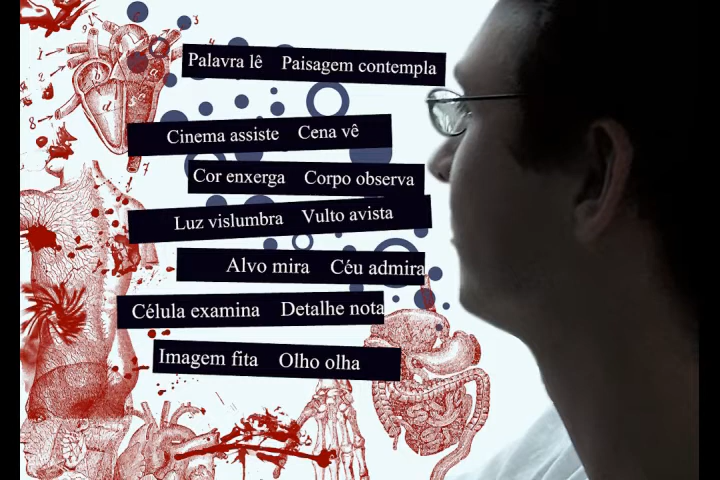 Palavra lê Paisagem contempla
Cinema assiste Cena vê
Cor enxerga Corpo observa
Luz vislumbra Vulto avista
Alvo mira Céu admira
Célula examina Detalhe nota
Imagem fita Olho olha